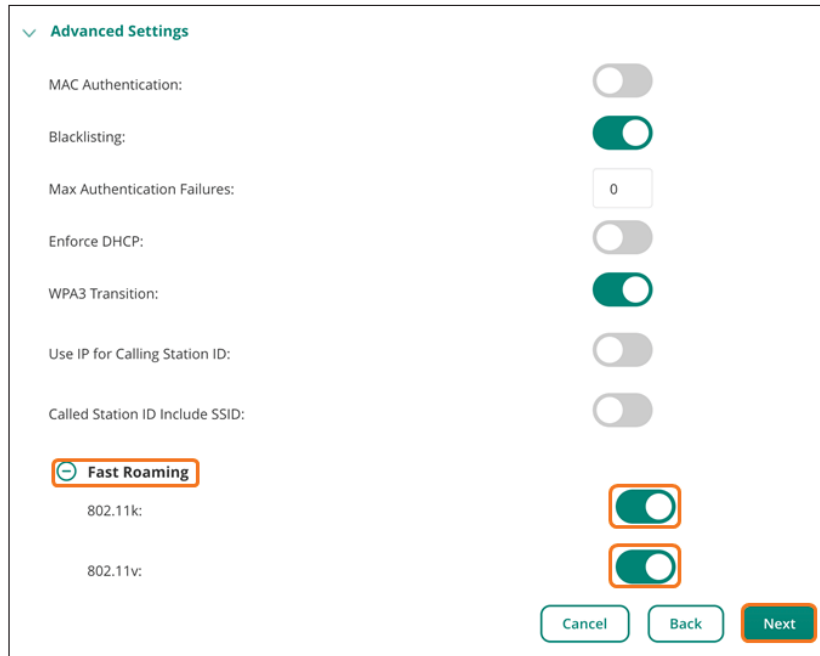 Advanced Settings
MAC Authentication:
Blacklisting:
Max Authentication Failures: 0
Enforce DHCP:
WPA3 Transition:
Use IP for Calling Station ID:
Called Station ID Include SSID:
Fast Roaming
802.11k:
802.11v:
Cancel Back Next